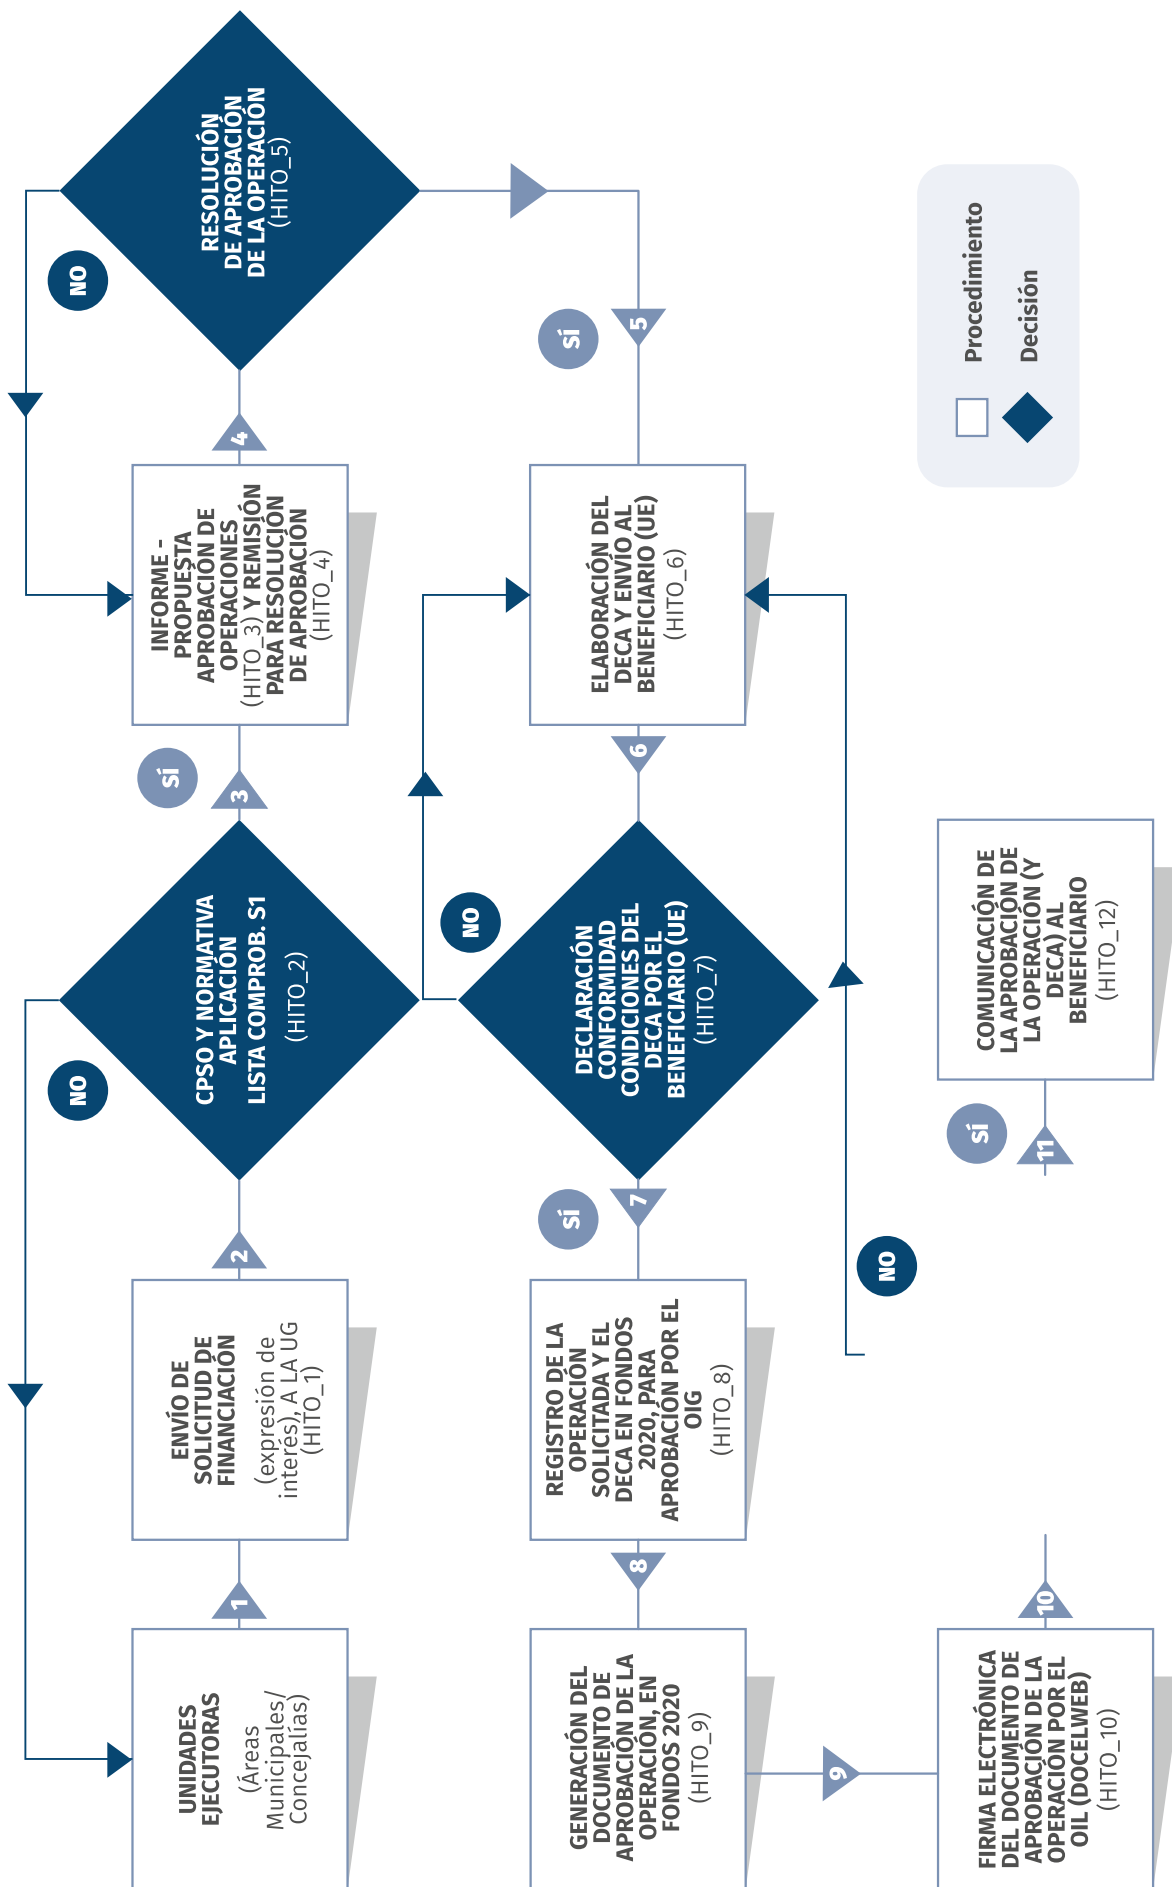 UNIDADES
EJECUTORAS
(Áreas
Municipales/
Concejalías)
1
ENVÍO DE
SOLICITUD DE
FINANCIACIÓN
(expresión de
interés), A LA UG
(HITO_1)
2
NO
CPSO Y NORMATIVA
APLICACIÓN
LISTA COMPROB. S1
(HITO_2)
3
SÍ
INFORME -
PROPUESTA
APROBACIÓN DE
OPERACIONES
(HITO_3) Y REMISIÓN
PARA RESOLUCIÓN
DE APROBACIÓN
(HITO_4)
4
NO
RESOLUCIÓN
DE APROBACIÓN
DE LA OPERACIÓN
(HITO_5)
SÍ
5
ELABORACIÓN DEL
DECA Y ENVÍO AL
BENEFICIARIO (UE)
(HITO_6)
6
NO
DECLARACIÓN
CONFORMIDAD
CONDICIONES DEL
DECA POR EL
BENEFICIARIO (UE)
(HITO_7)
SÍ
7
REGISTRO DE LA
OPERACIÓN
SOLICITADA Y EL
DECA EN FONDOS
2020, PARA
APROBACIÓN POR EL
OIG
(HITO_8)
8
GENERACIÓN DEL
DOCUMENTO DE
APROBACIÓN DE LA
OPERACIÓN, EN
FONDOS 2020
(HITO_9)
9
FIRMA ELECTRÓNICA
DEL DOCUMENTO DE
APROBACIÓN DE LA
OPERACIÓN POR EL
OIL (DOCELWEB)
(HITO_10)
10
NO
SÍ
11
COMUNICACIÓN DE
LA APROBACIÓN DE
LA OPERACIÓN (Y
DECA) AL
BENEFICIARIO
(HITO_12)
Procedimiento
Decisión